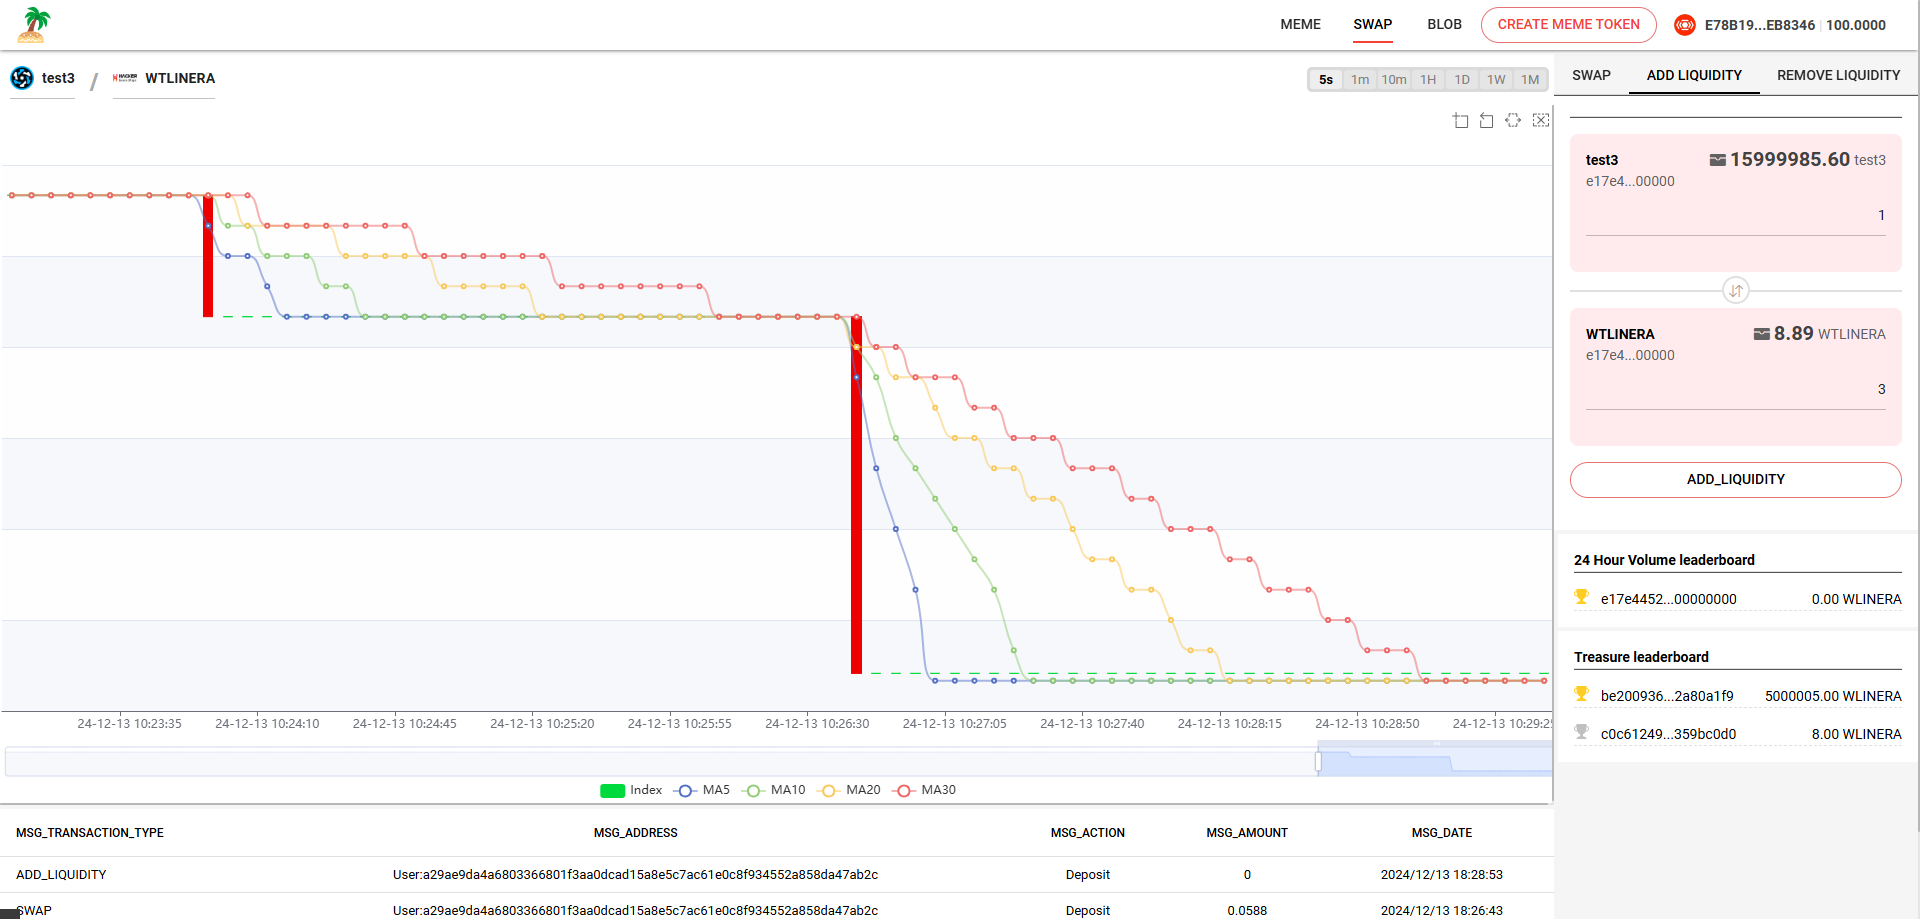 MEME SWAP BLOB CREATE MEME TOKEN E78B19...EB8346 | 100.0000
test3 / HACKER WTLINERA
5s 1m 10m 1H 1D 1W 1M
SWAP ADD LIQUIDITY REMOVE LIQUIDITY
test3 15999985.60 test3
e17e4...00000
1
WTLINERA 8.89 WTLINERA
e17e4...00000
3
ADD_LIQUIDITY
24 Hour Volume leaderboard
e17e4452...00000000 0.00 WLINERA
Treasure leaderboard
be200936...2a80a1f9 5000005.00 WLINERA
c0c61249...359bc0d0 8.00 WLINERA
24-12-13 10:23:35 24-12-13 10:24:10 24-12-13 10:24:45 24-12-13 10:25:20 24-12-13 10:25:55 24-12-13 10:26:30 24-12-13 10:27:05 24-12-13 10:27:40 24-12-13 10:28:15 24-12-13 10:28:50 24-12-13 10:29:25
Index MA5 MA10 MA20 MA30
MSG_TRANSACTION_TYPE MSG_ADDRESS MSG_ACTION MSG_AMOUNT MSG_DATE
ADD_LIQUIDITY User:a29ae9da4a6803366801f3aa0dcad15a8e5c7ac61e0c8f934552a858da47ab2c Deposit 0 2024/12/13 18:28:53
SWAP User:a29ae9da4a6803366801f3aa0dcad15a8e5c7ac61e0c8f934552a858da47ab2c Deposit 0.0588 2024/12/13 18:26:43